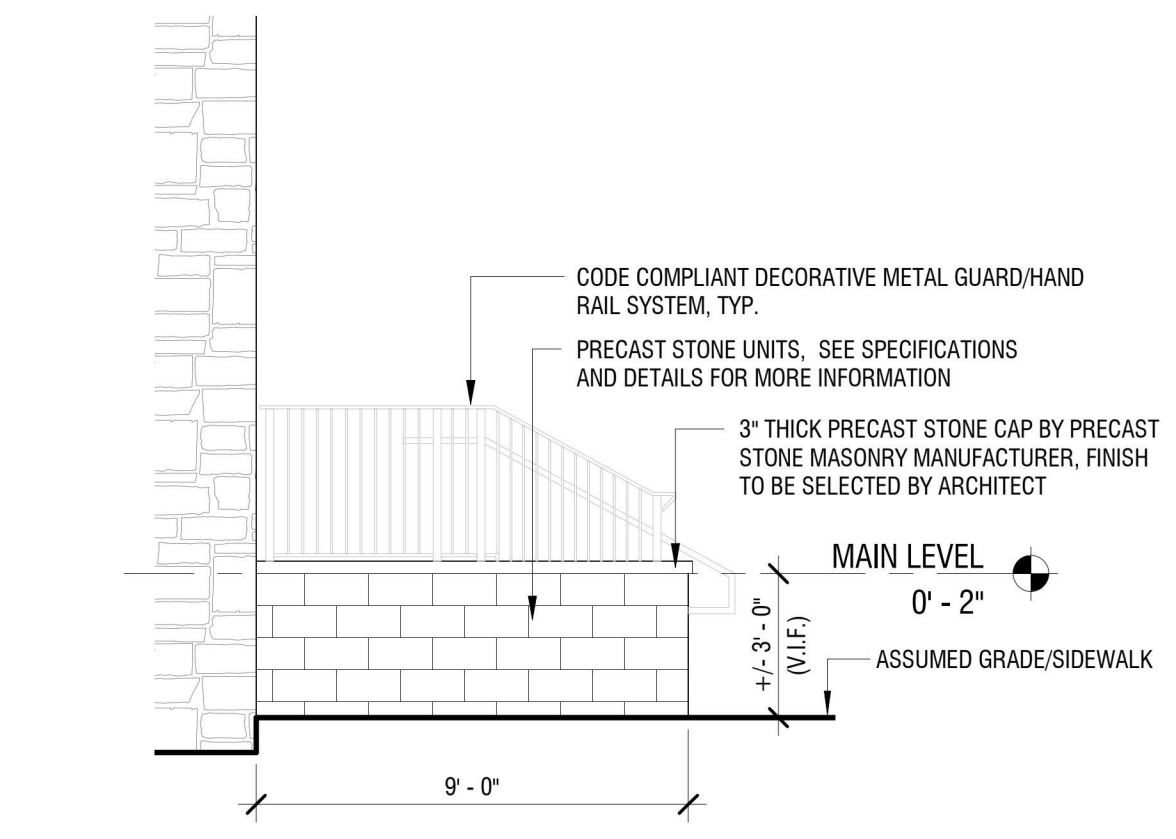 CODE COMPLIANT DECORATIVE METAL GUARD/HAND
RAIL SYSTEM, TYP.
PRECAST STONE UNITS, SEE SPECIFICATIONS
AND DETAILS FOR MORE INFORMATION
3" THICK PRECAST STONE CAP BY PRECAST
STONE MASONRY MANUFACTURER, FINISH
TO BE SELECTED BY ARCHITECT
MAIN LEVEL
0' - 2"
+/- 3' - 0"
(V.I.F.)
ASSUMED GRADE/SIDEWALK
9' - 0"